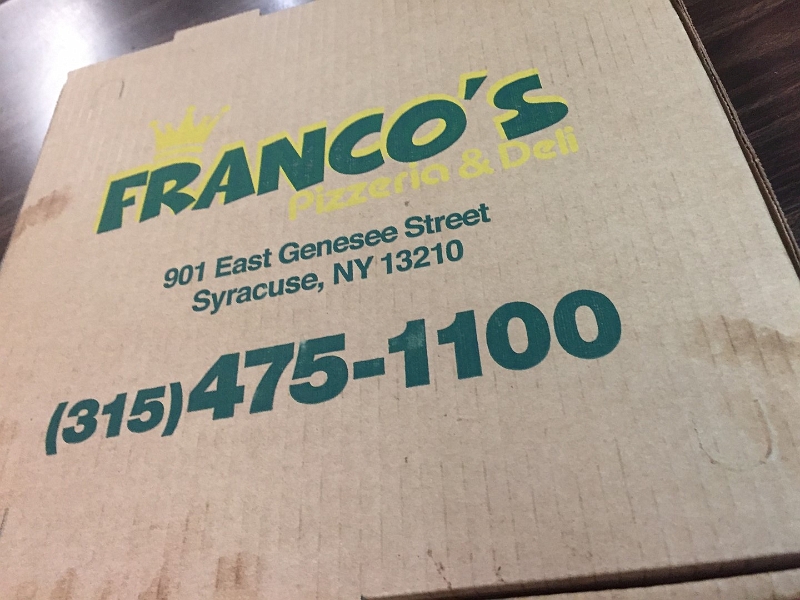 FRANCO'S
Pizzeria & Deli
901 East Genesee Street
Syracuse, NY 13210
(315)475-1100